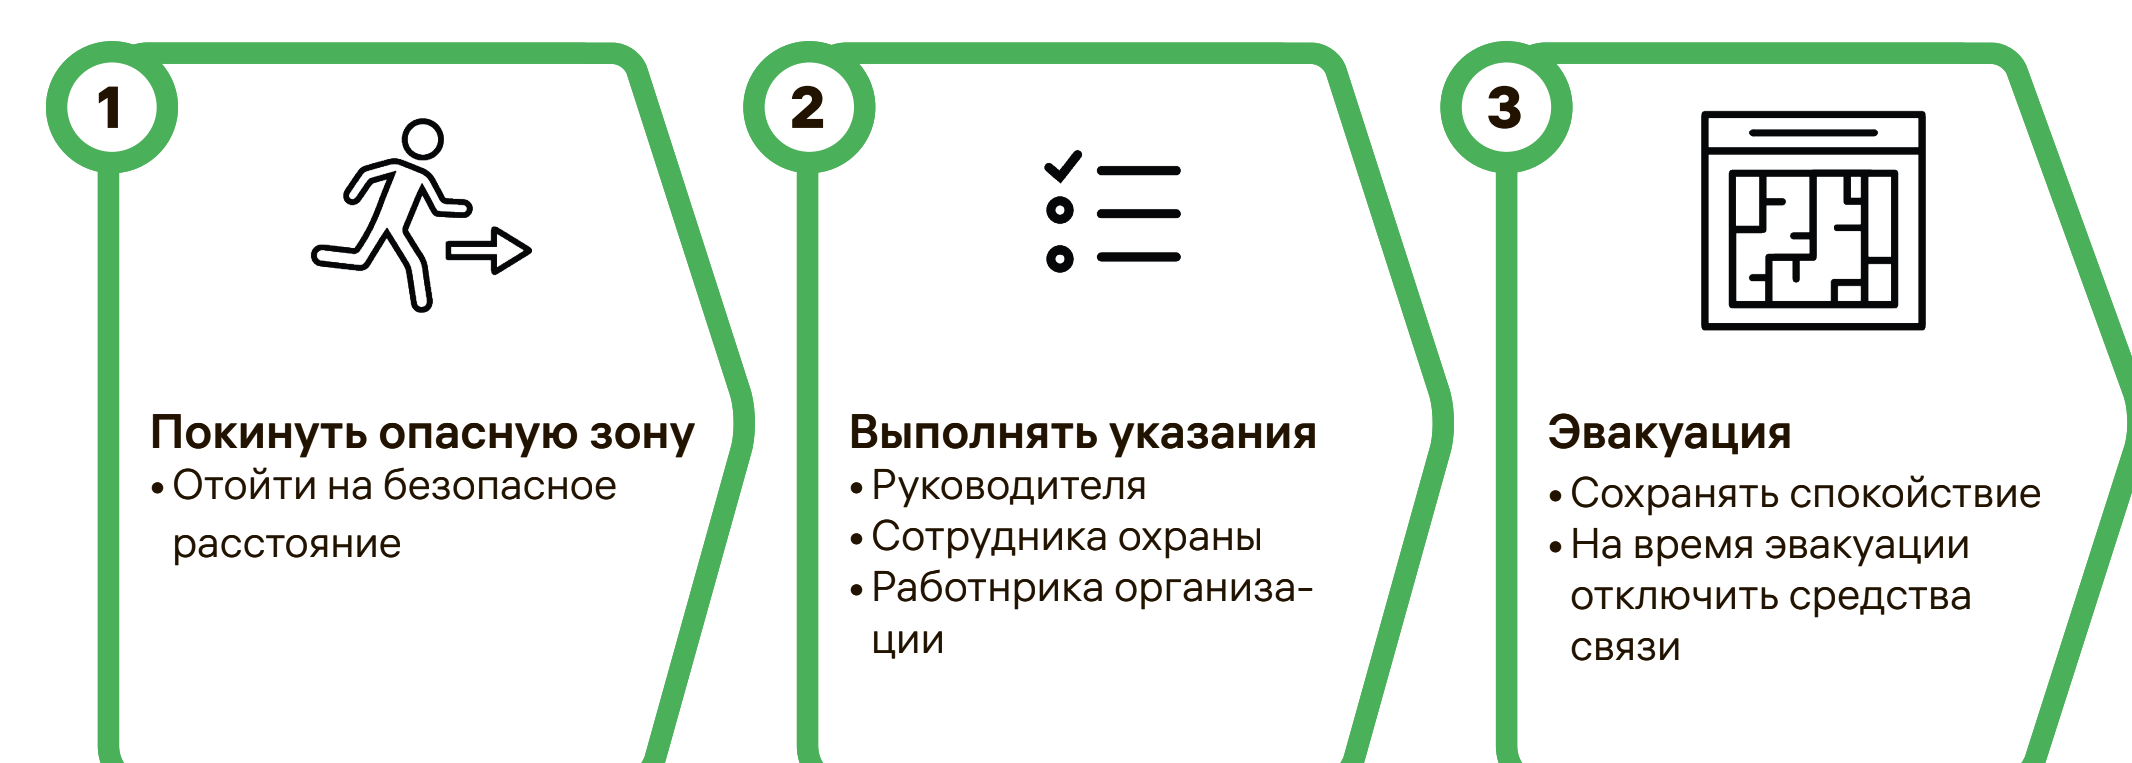 1
Покинуть опасную зону
• Отойти на безопасное
расстояние
2
Выполнять указания
• Руководителя
• Сотрудника охраны
• Работнрика организа-
ции
3
Эвакуация
• Сохранять спокойствие
• На время эвакуации
отключить средства
связи